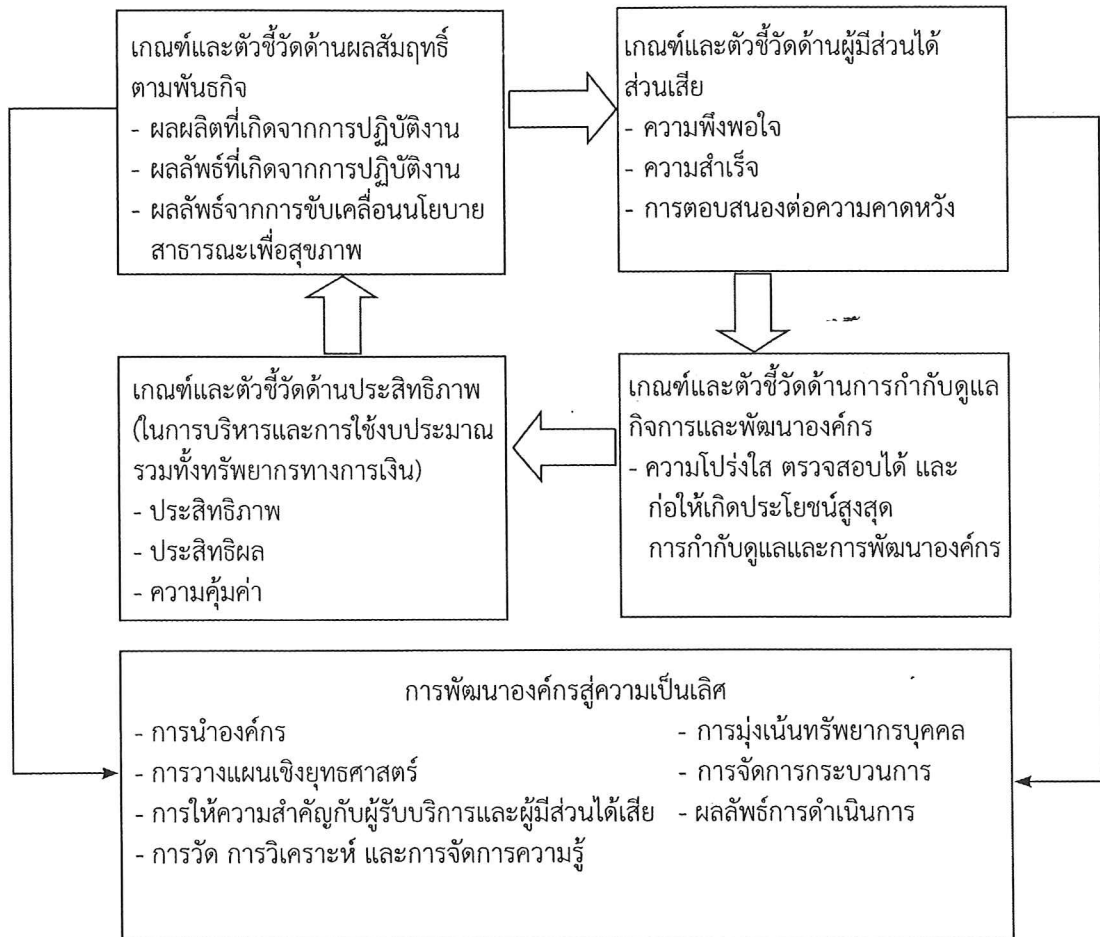 เกณฑ์และตัวชี้วัดด้านผลสัมฤทธิ์
ตามพันธกิจ
- ผลผลิตที่เกิดจากการปฏิบัติงาน
- ผลลัพธ์ที่เกิดจากการปฏิบัติงาน
- ผลลัพธ์จากการขับเคลื่อนนโยบาย
สาธารณะเพื่อสุขภาพ
เกณฑ์และตัวชี้วัดด้านผู้มีส่วนได้
ส่วนเสีย
- ความพึงพอใจ
- ความสำเร็จ
- การตอบสนองต่อความคาดหวัง
เกณฑ์และตัวชี้วัดด้านประสิทธิภาพ
(ในการบริหารและการใช้งบประมาณ
รวมทั้งทรัพยากรทางการเงิน)
- ประสิทธิภาพ
- ประสิทธิผล
- ความคุ้มค่า
เกณฑ์และตัวชี้วัดด้านการกำกับดูแล
กิจการและพัฒนาองค์กร
- ความโปร่งใส ตรวจสอบได้ และ
ก่อให้เกิดประโยชน์สูงสุด
การกำกับดูแลและการพัฒนาองค์กร
การพัฒนาองค์กรสู่ความเป็นเลิศ
- การนำองค์กร
- การวางแผนเชิงยุทธศาสตร์
- การให้ความสำคัญกับผู้รับบริการและผู้มีส่วนได้เสีย
- การวัด การวิเคราะห์ และการจัดการความรู้
- การมุ่งเน้นทรัพยากรบุคคล
- การจัดการกระบวนการ
- ผลลัพธ์การดำเนินการ